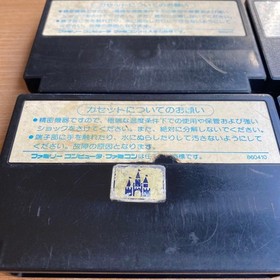 カセットについてのお願い
●精密機器ですので、極端な温度条件下での使用や保管および強い
ショックをさけてください。また、絶対に分解しないでください。
●端子部に手を触れたり、水にぬらしたりして汚さないようにして
ください。故障の原因となります。
ファミリーコンピュータ ファミコンは
860410